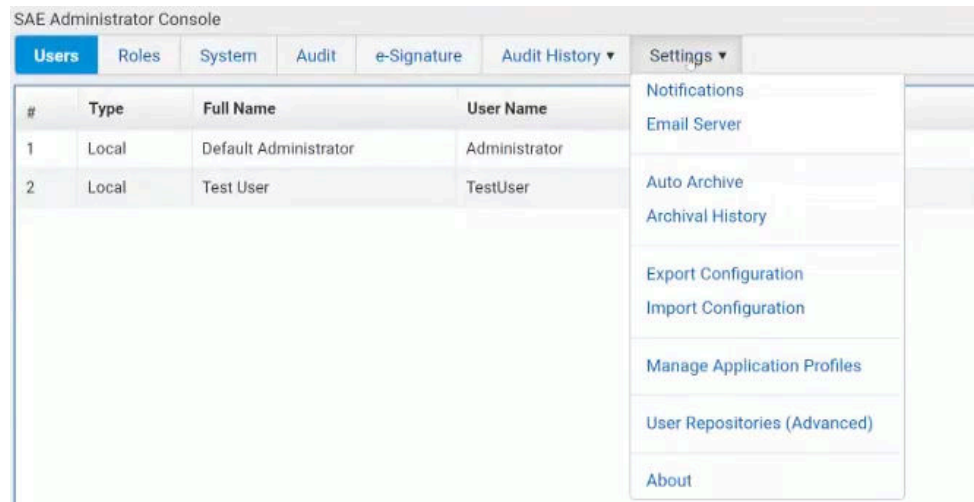 SAE Administrator Console
Users Roles System Audit e-Signature Audit History ▾ Settings ▾
# Type Full Name User Name
1 Local Default Administrator Administrator
2 Local Test User TestUser
Notifications
Email Server
Auto Archive
Archival History
Export Configuration
Import Configuration
Manage Application Profiles
User Repositories (Advanced)
About